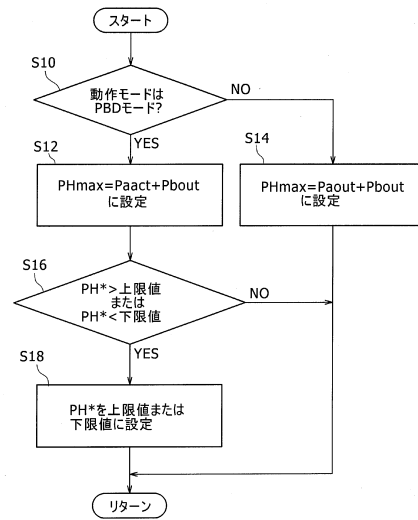 スタート
S10
動作モードは
PBDモード?
NO
YES
S12
PHmax=Paact+Pbout
に設定
S14
PHmax=Paout+Pbout
に設定
S16
PH*>上限値
または
PH*<下限値
NO
YES
S18
PH*を上限値または
下限値に設定
リターン